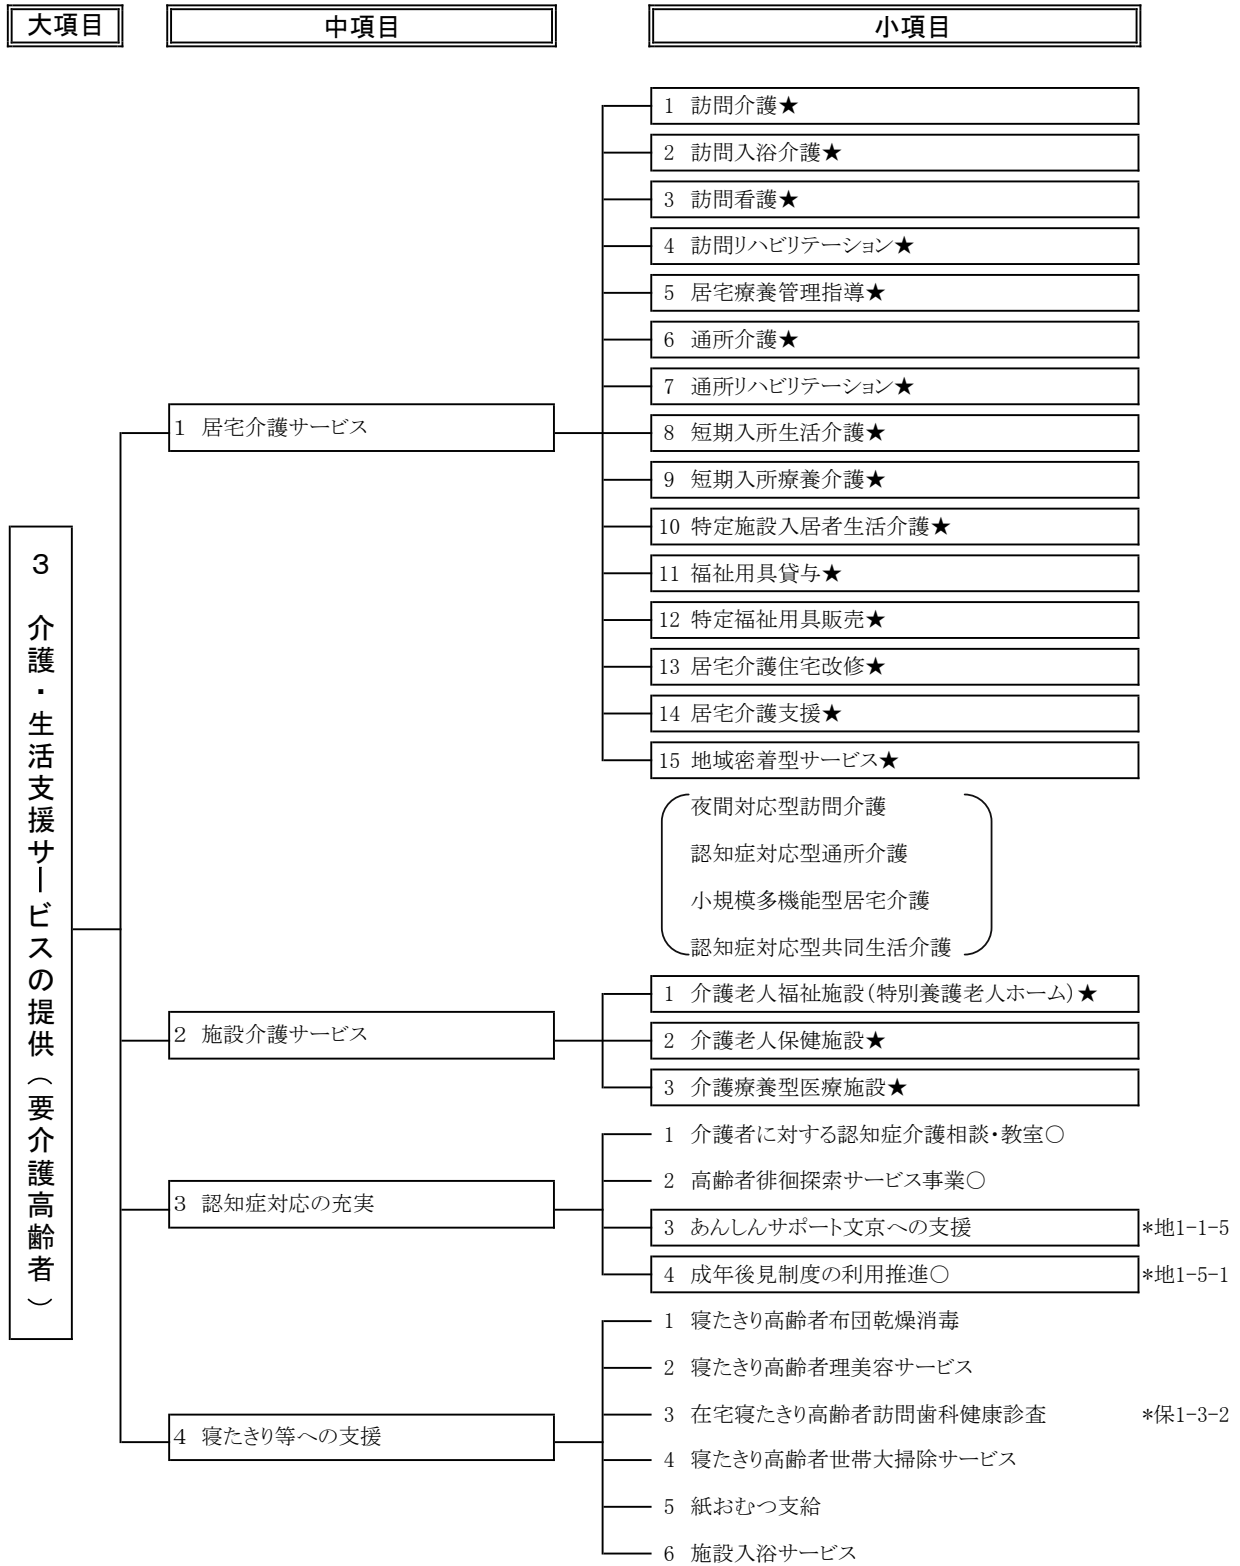 大項目
中項目
小項目
3 介護・生活支援サービスの提供（要介護高齢者）
1 居宅介護サービス
1 訪問介護★
2 訪問入浴介護★
3 訪問看護★
4 訪問リハビリテーション★
5 居宅療養管理指導★
6 通所介護★
7 通所リハビリテーション★
8 短期入所生活介護★
9 短期入所療養介護★
10 特定施設入居者生活介護★
11 福祉用具貸与★
12 特定福祉用具販売★
13 居宅介護住宅改修★
14 居宅介護支援★
15 地域密着型サービス★
夜間対応型訪問介護
認知症対応型通所介護
小規模多機能型居宅介護
認知症対応型共同生活介護
2 施設介護サービス
1 介護老人福祉施設(特別養護老人ホーム)★
2 介護老人保健施設★
3 介護療養型医療施設★
3 認知症対応の充実
1 介護者に対する認知症介護相談・教室○
2 高齢者徘徊探索サービス事業○
3 あんしんサポート文京への支援 *地1-1-5
4 成年後見制度の利用推進○ *地1-5-1
4 寝たきり等への支援
1 寝たきり高齢者布団乾燥消毒
2 寝たきり高齢者理美容サービス
3 在宅寝たきり高齢者訪問歯科健康診査 *保1-3-2
4 寝たきり高齢者世帯大掃除サービス
5 紙おむつ支給
6 施設入浴サービス